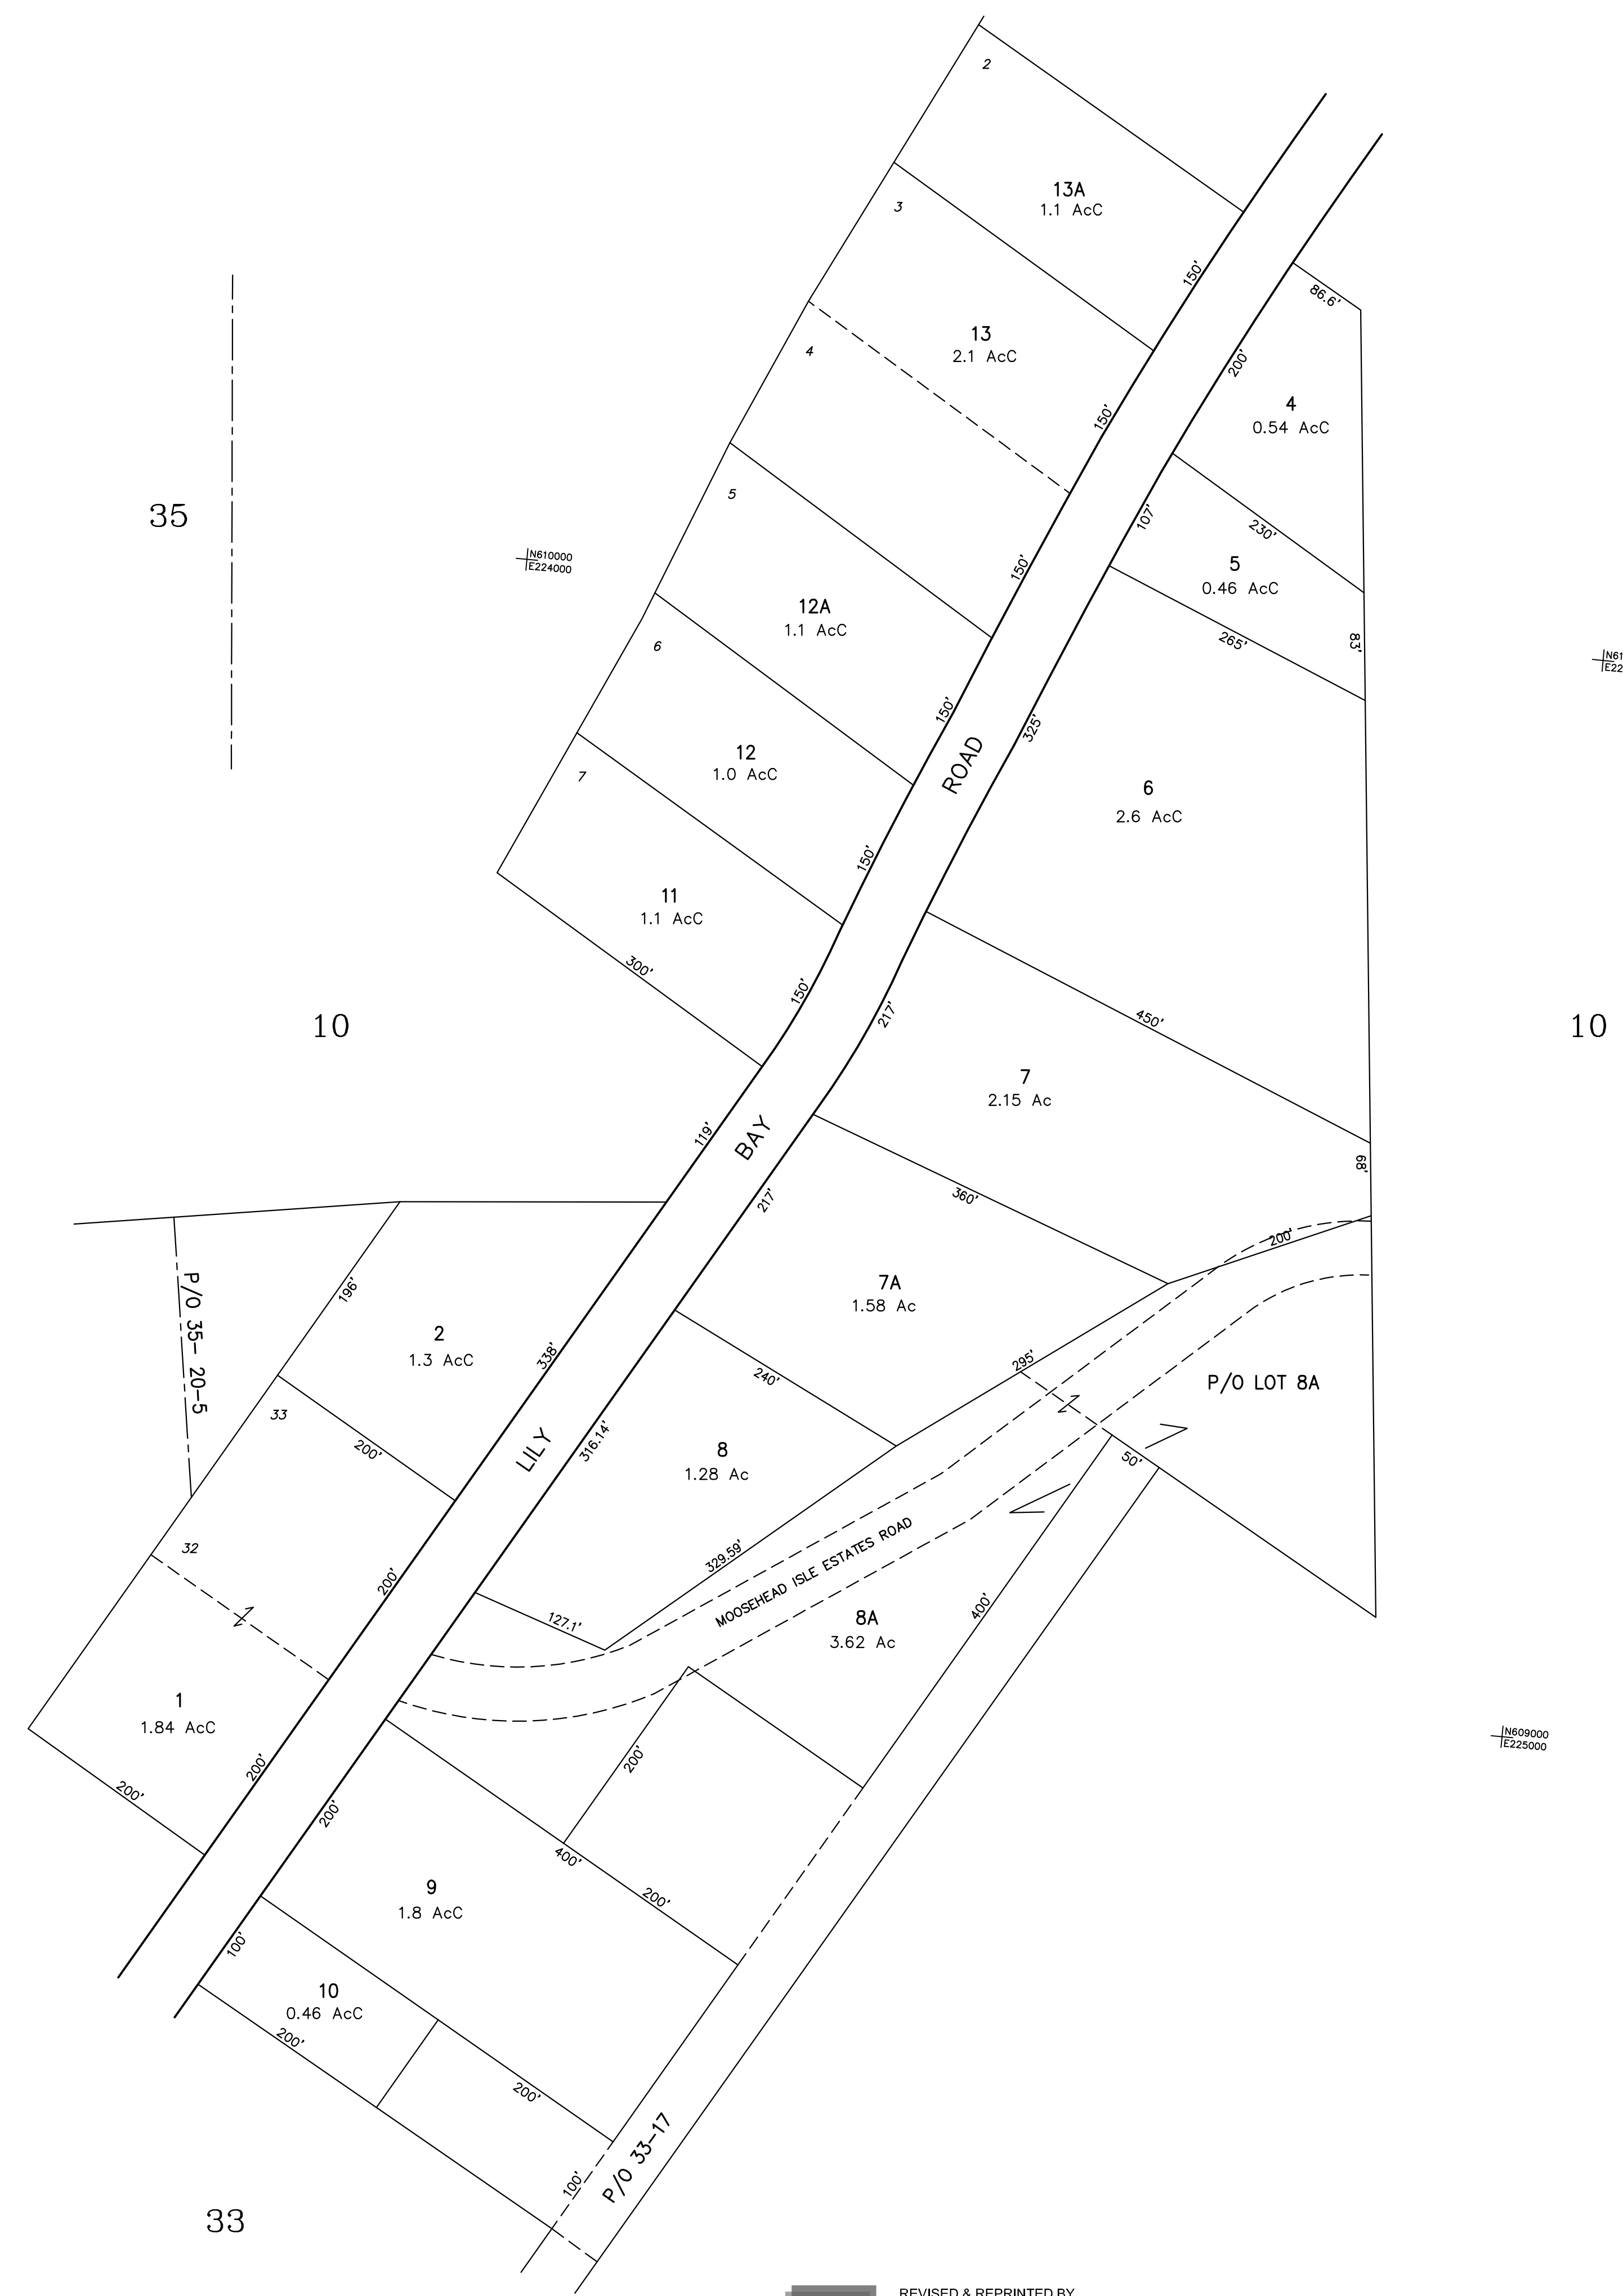 2
13A
1.1 AcC
150'
86.6'
3
13
2.1 AcC
150'
200'
4
0.54 AcC
4
35
5
107'
230'
N610000
E224000
150'
5
0.46 AcC
12A
1.1 AcC
265'
83'
N61
E22
6
150'
325'
12
1.0 AcC
ROAD
6
2.6 AcC
7
150'
11
1.1 AcC
300'
150'
217'
450'
10
10
7
2.15 Ac
119'
BAY
68'
217'
360'
200'
P/O 35- 20-5
196'
7A
1.58 Ac
2
1.3 AcC
338'
240'
295'
P/O LOT 8A
33
200'
LILY
316.14'
8
1.28 Ac
50'
32
200'
329.59'
MOOSEHEAD ISLE ESTATES ROAD
127.1'
400'
8A
3.62 Ac
1
1.84 AcC
200'
200'
200'
200'
N609000
E225000
400'
200'
9
1.8 AcC
100'
10
0.46 AcC
200'
200'
100'
P/O 33-17
33
REVISED & REPRINTED BY